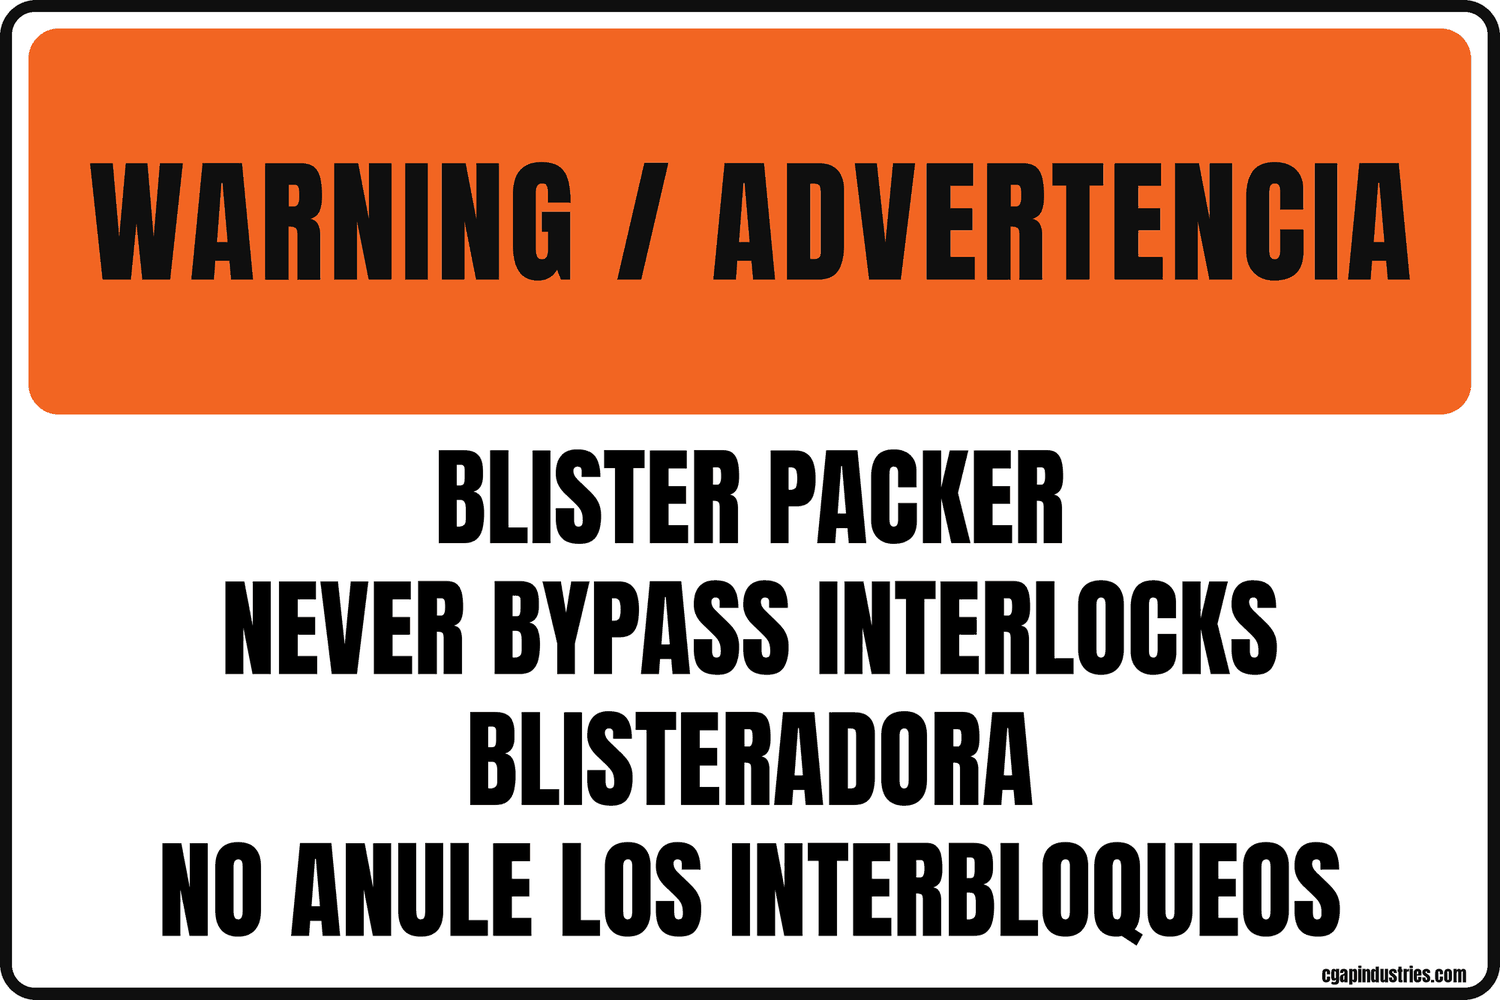 WARNING / ADVERTENCIA
BLISTER PACKER
NEVER BYPASS INTERLOCKS
BLISTERADORA
NO ANULE LOS INTERBLOQUEOS
cgapindustries.com